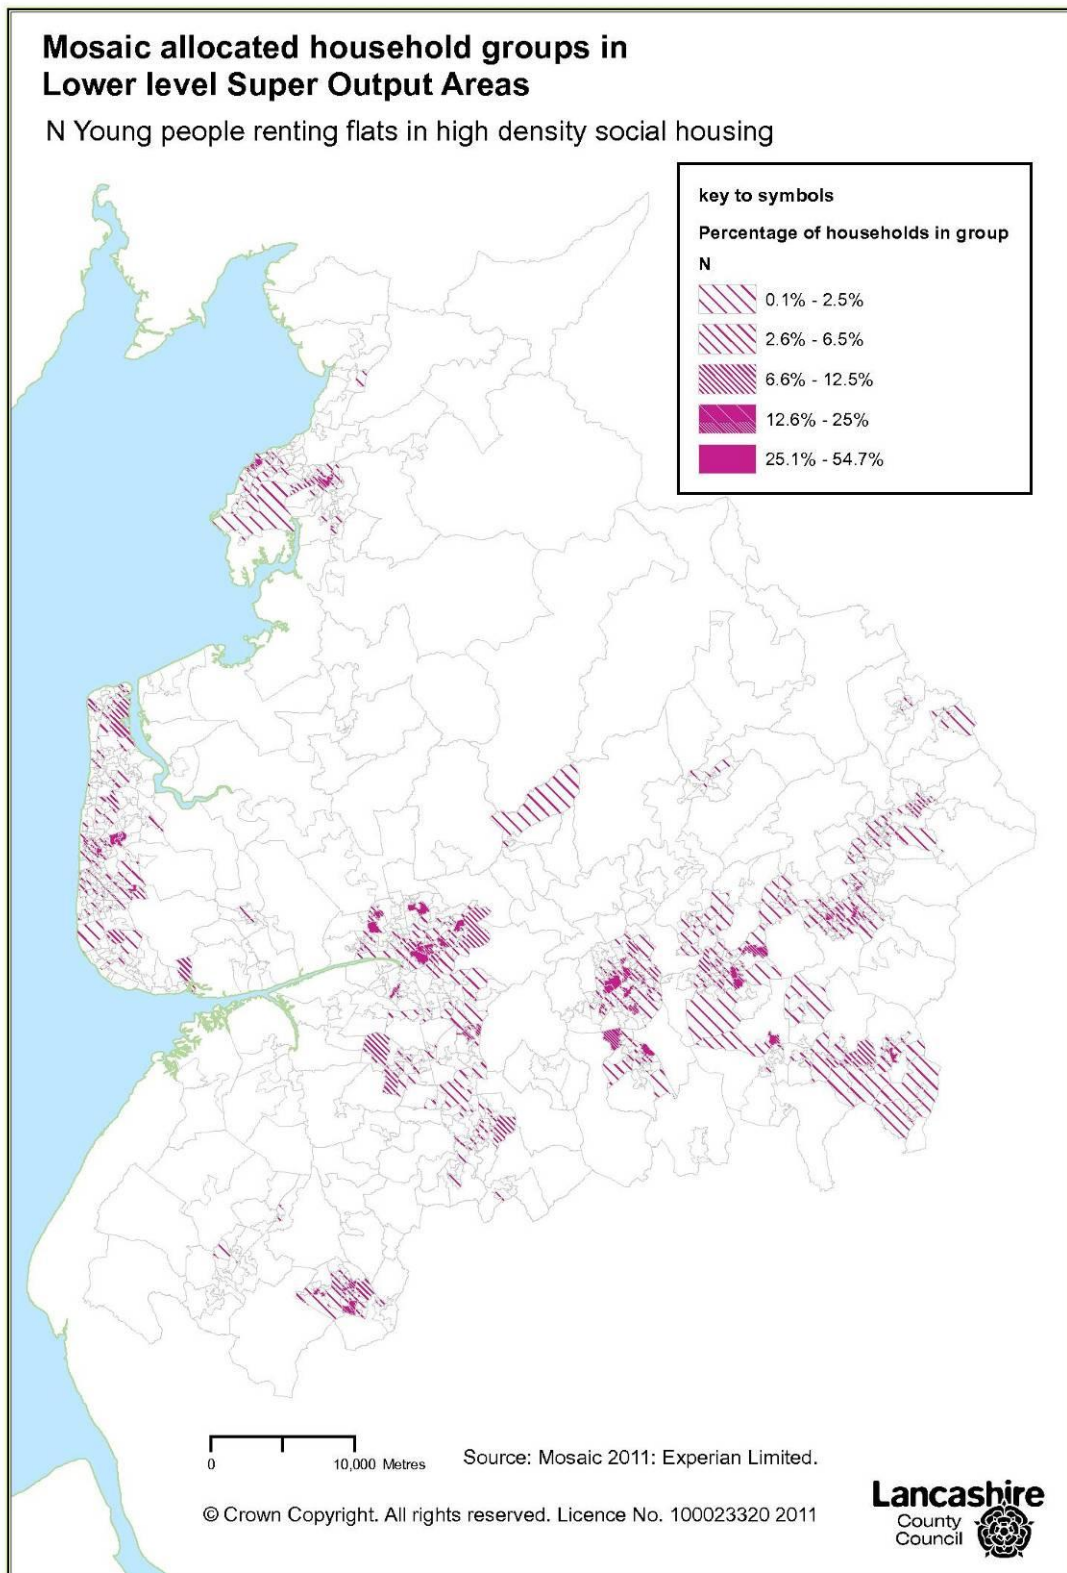 Mosaic allocated household groups in
Lower level Super Output Areas
N Young people renting flats in high density social housing
key to symbols
Percentage of households in group
N
0.1% - 2.5%
2.6% - 6.5%
6.6% - 12.5%
12.6% - 25%
25.1% - 54.7%
0 10,000 Metres
Source: Mosaic 2011: Experian Limited.
© Crown Copyright. All rights reserved. Licence No. 100023320 2011
Lancashire
County
Council